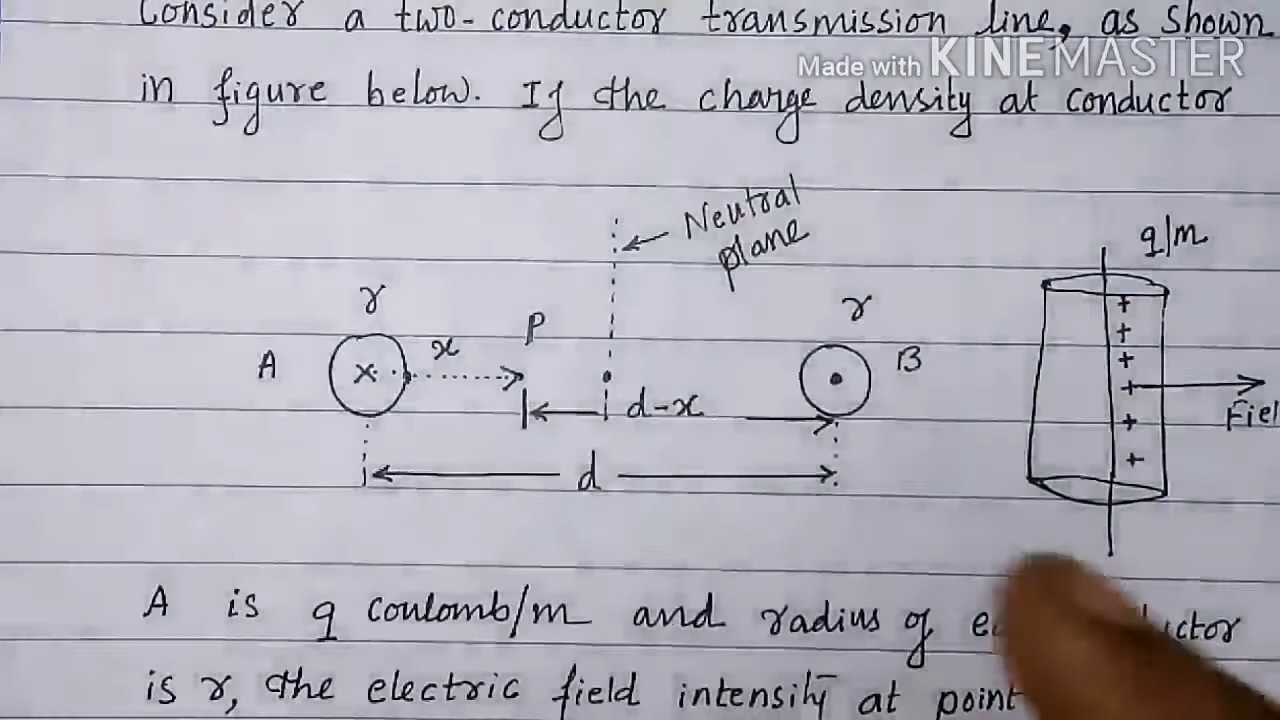 Consider a two-conductor transmission line, as shown
Made with KINEMASTER
in figure below. If the charge density at conductor
Neutral
plane
q/m
r
r
P
A
x
x
B
d-x
Fiel
d
+
+
+
+
+
+
A is q coulomb/m and radius of
is r, the electric field intensity at point